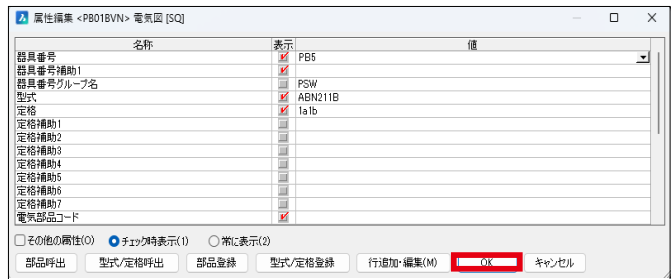 属性編集 <PB01BVN> 電気図 [SQ]
名称 表示 値
器具番号 PB5
器具番号補助1
器具番号グループ名 PSW
型式 ABN211B
定格 1a1b
定格補助1
定格補助2
定格補助3
定格補助4
定格補助5
定格補助6
定格補助7
電気部品コード
その他の属性(O) チェック時表示(1) 常に表示(2)
部品呼出 型式/定格呼出 部品登録 型式/定格登録 行追加・編集(M) OK キャンセル